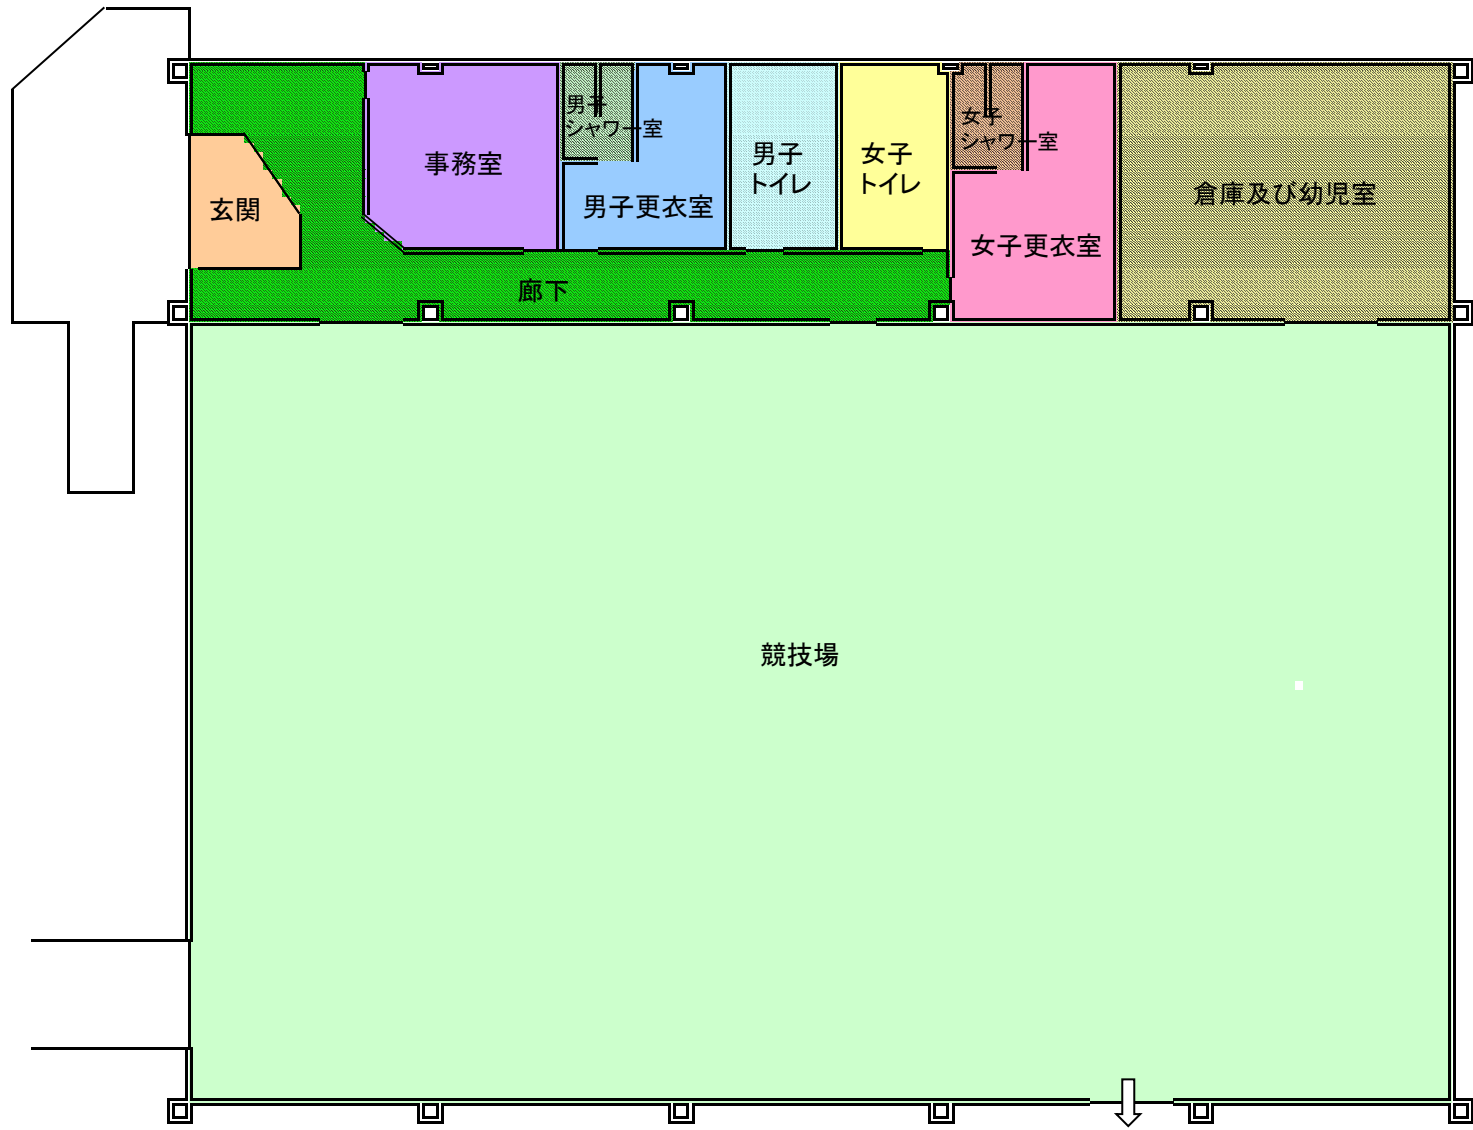 男子
シャワー室
女子
シャワー室
事務室
男子
トイレ
女子
トイレ
玄関
男子更衣室
倉庫及び幼児室
女子更衣室
廊下
競技場